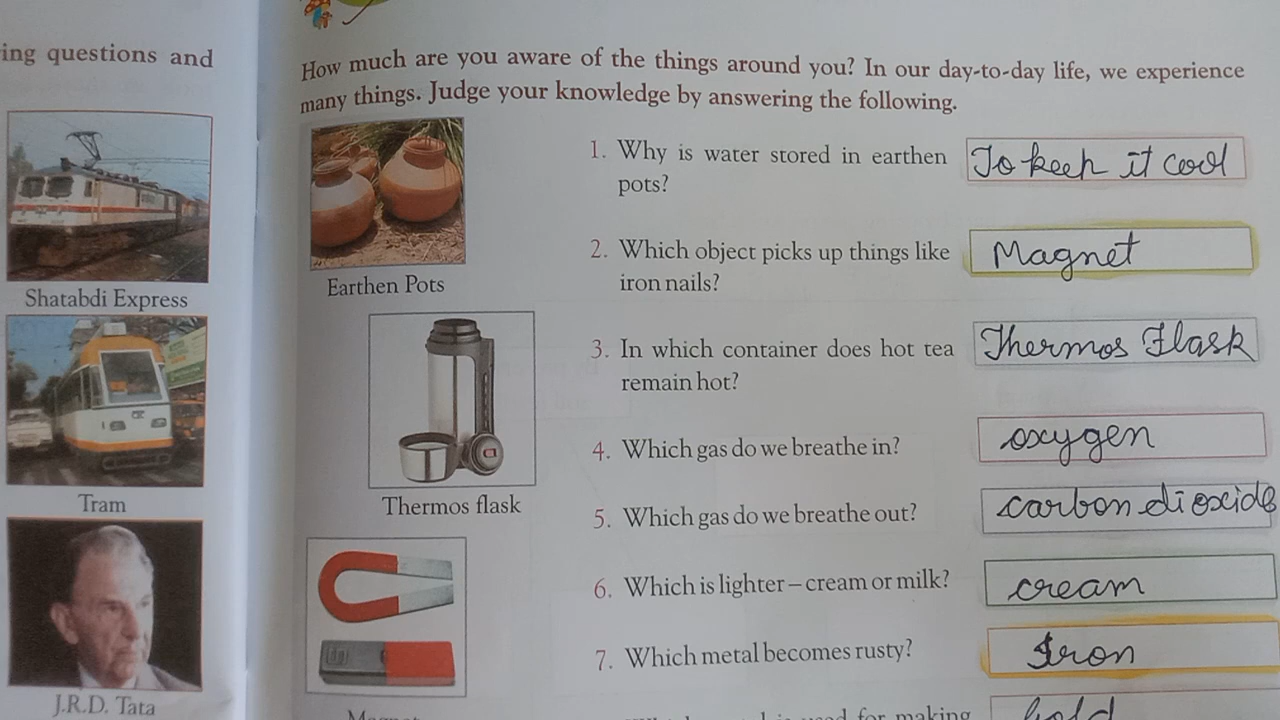 ing questions and
Shatabdi Express
Tram
J.R.D. Tata
How much are you aware of the things around you? In our day-to-day life, we experience
many things. Judge your knowledge by answering the following.
Earthen Pots
Thermos flask
1. Why is water stored in earthen
pots?
To keep it cool
2. Which object picks up things like
iron nails?
Magnet
3. In which container does hot tea
remain hot?
Thermos Flask
4. Which gas do we breathe in?
oxygen
5. Which gas do we breathe out?
carbon dioxide
6. Which is lighter – cream or milk?
cream
7. Which metal becomes rusty?
Iron
for making